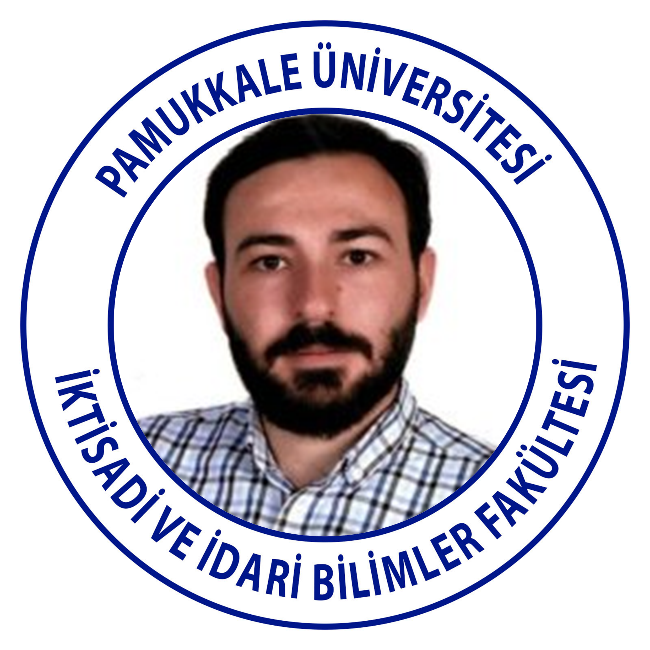 PAMUKKALE ÜNİVERSİTESİ
İKTİSADİ VE İDARİ BİLİMLER FAKÜLTESİ